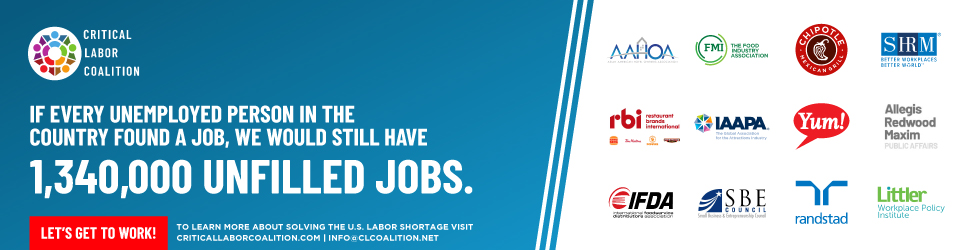 CRITICAL
LABOR
COALITION
IF EVERY UNEMPLOYED PERSON IN THE
COUNTRY FOUND A JOB, WE WOULD STILL HAVE
1,340,000 UNFILLED JOBS.
LET'S GET TO WORK!
TO LEARN MORE ABOUT SOLVING THE U.S. LABOR SHORTAGE VISIT
CRITICALLABORCOALITION.COM | INFO@CLCOALITION.NET
AAHOA
FMI
THE FOOD
INDUSTRY
ASSOCIATION
CHIPOTLE
MEXICAN GRILL
SHRM
BETTER WORKPLACES
BETTER WORLD
rbi
restaurant
brands
international
IAAPA
The Global Association
for the Attractions Industry
Yum!
Allegis
Redwood
Maxim
PUBLIC AFFAIRS
IFDA
international foodservice
distributors association
SBE
COUNCIL
Small Business & Entrepreneurship Council
randstad
Littler
Workplace Policy
Institute